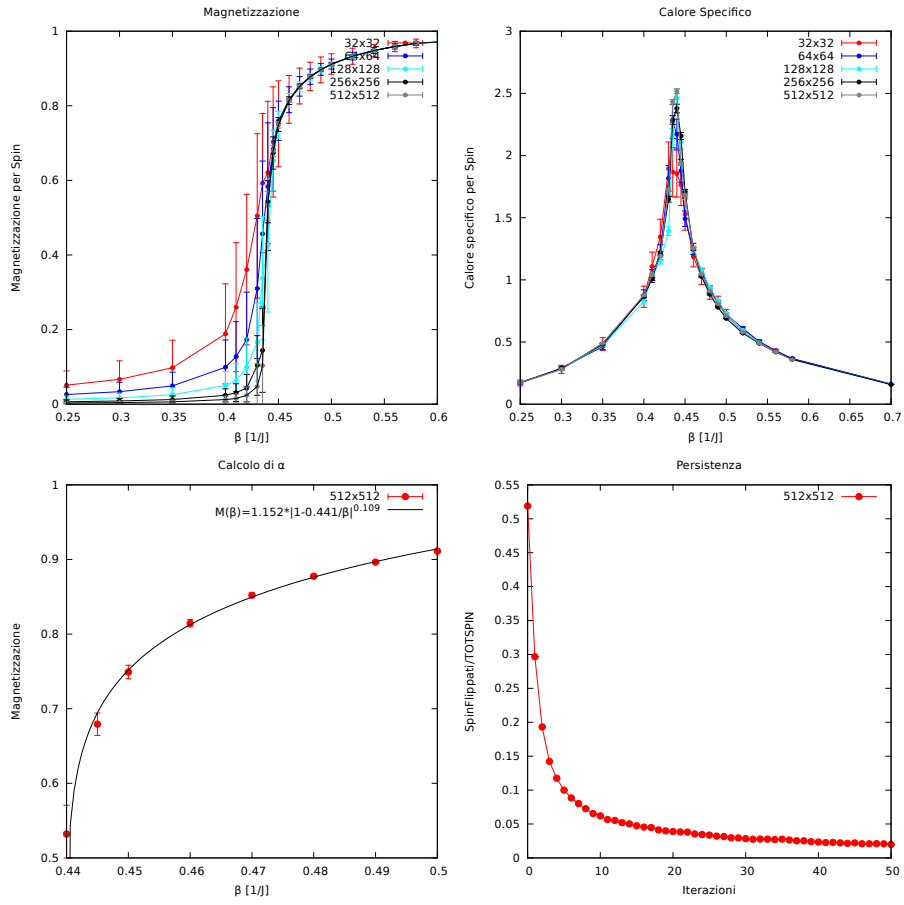 Magnetizzazione
Magnetizzazione per Spin
1
0.8
0.6
0.4
0.2
0
0.25 0.3 0.35 0.4 0.45 0.5 0.55 0.6
β [1/J]
32x32
64x64
128x128
256x256
512x512
Calore Specifico
Calore specifico per Spin
3
2.5
2
1.5
1
0.5
0
0.25 0.3 0.35 0.4 0.45 0.5 0.55 0.6 0.65 0.7
β [1/J]
32x32
64x64
128x128
256x256
512x512
Calcolo di α
Magnetizzazione
1
0.9
0.8
0.7
0.6
0.5
0.44 0.45 0.46 0.47 0.48 0.49 0.5
β [1/J]
512x512
M(β)=1.152*|1-0.441/β|^0.109
Persistenza
SpinFlippati/TOTSPIN
0.55
0.5
0.45
0.4
0.35
0.3
0.25
0.2
0.15
0.1
0.05
0
0 10 20 30 40 50
Iterazioni
512x512